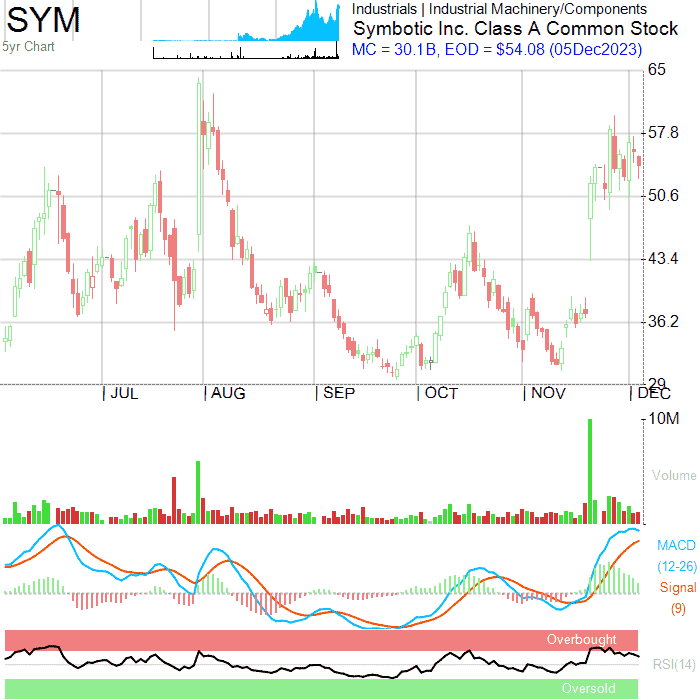 SYM
5yr Chart
Industrials | Industrial Machinery/Components
Symbotic Inc. Class A Common Stock
MC = 30.1B, EOD = $54.08 (05Dec2023)
65
57.8
50.6
43.4
36.2
29
JUL
AUG
SEP
OCT
NOV
DEC
10M
Volume
MACD
(12-26)
Signal
(9)
Overbought
RSI(14)
Oversold